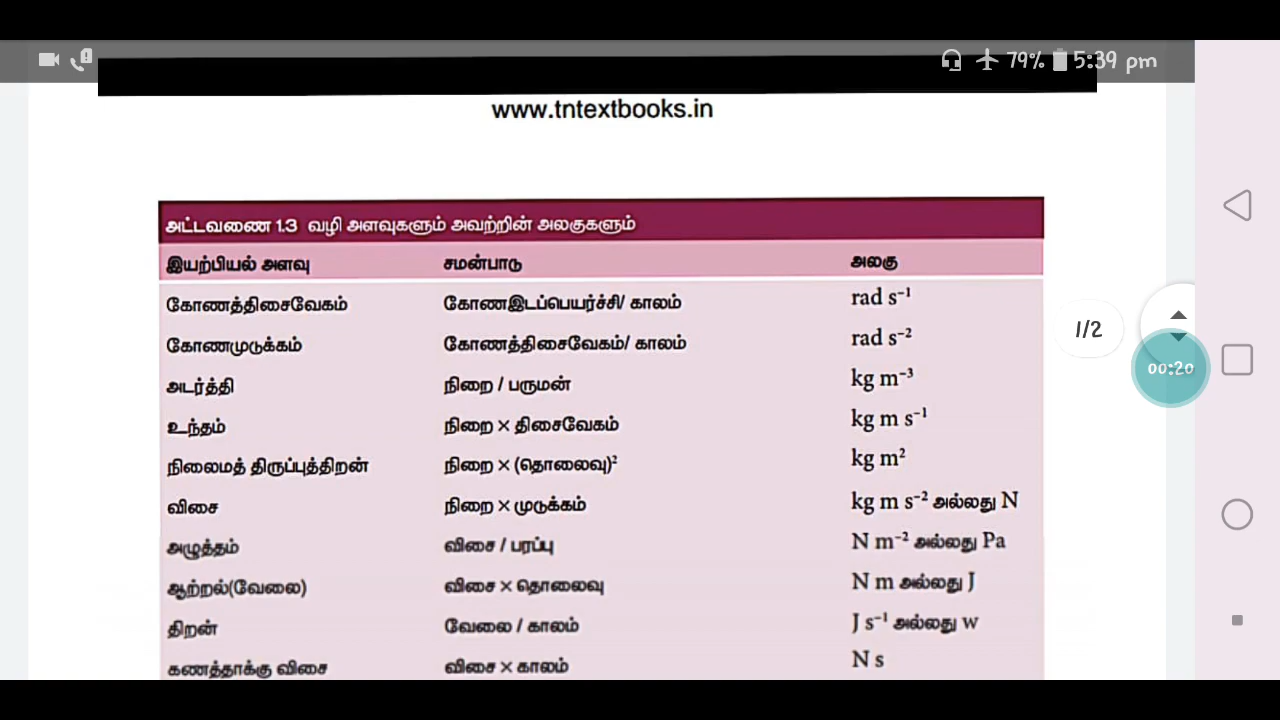 79% 5:39 pm
www.tntextbooks.in
அட்டவணை 1.3 வழி அளவுகளும் அவற்றின் அலகுகளும்
இயற்பியல் அளவு சமன்பாடு அலகு
கோணத்திசைவேகம் கோணஇடப்பெயர்ச்சி/ காலம் rad s⁻¹
கோணமுடுக்கம் கோணத்திசைவேகம்/ காலம் rad s⁻²
அடர்த்தி நிறை / பருமன் kg m⁻³
உந்தம் நிறை × திசைவேகம் kg m s⁻¹
நிலைமத் திருப்புத்திறன் நிறை × (தொலைவு)² kg m²
விசை நிறை × முடுக்கம் kg m s⁻² அல்லது N
அழுத்தம் விசை / பரப்பு N m⁻² அல்லது Pa
ஆற்றல்(வேலை) விசை × தொலைவு N m அல்லது J
திறன் வேலை / காலம் J s⁻¹ அல்லது w
கணத்தாக்கு விசை விசை × காலம் N s
1/2
00:20